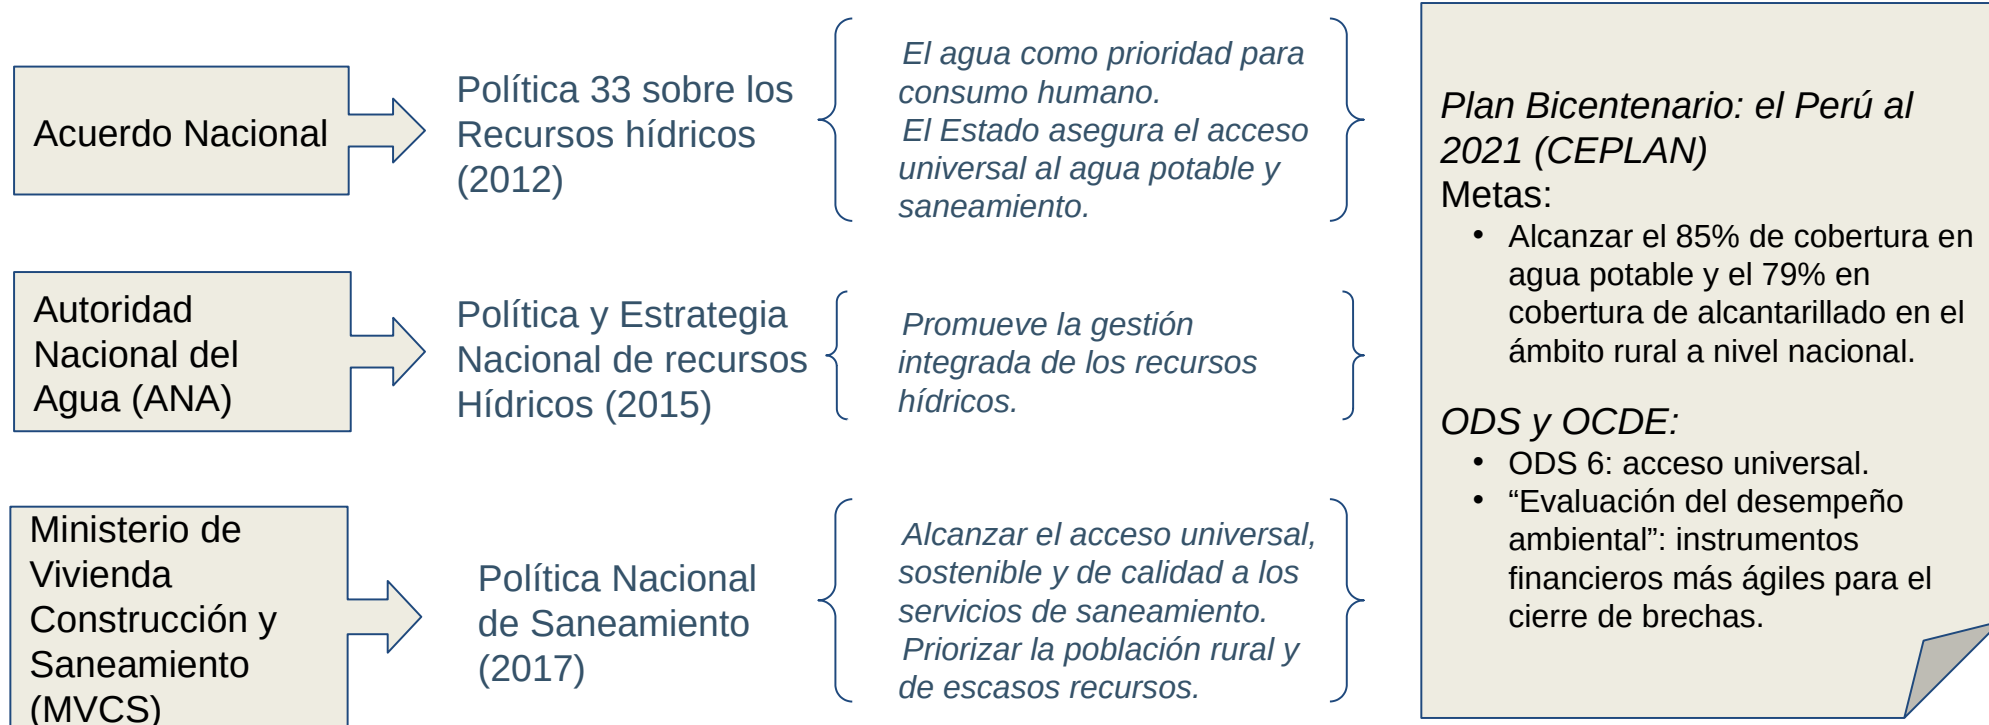 Acuerdo Nacional
Política 33 sobre los
Recursos hídricos
(2012)
El agua como prioridad para
consumo humano.
El Estado asegura el acceso
universal al agua potable y
saneamiento.
Autoridad
Nacional del
Agua (ANA)
Política y Estrategia
Nacional de recursos
Hídricos (2015)
Promueve la gestión
integrada de los recursos
hídricos.
Ministerio de
Vivienda
Construcción y
Saneamiento
(MVCS)
Política Nacional
de Saneamiento
(2017)
Alcanzar el acceso universal,
sostenible y de calidad a los
servicios de saneamiento.
Priorizar la población rural y
de escasos recursos.
Plan Bicentenario: el Perú al
2021 (CEPLAN)
Metas:
• Alcanzar el 85% de cobertura en
agua potable y el 79% en
cobertura de alcantarillado en el
ámbito rural a nivel nacional.
ODS y OCDE:
• ODS 6: acceso universal.
• “Evaluación del desempeño
ambiental”: instrumentos
financieros más ágiles para el
cierre de brechas.